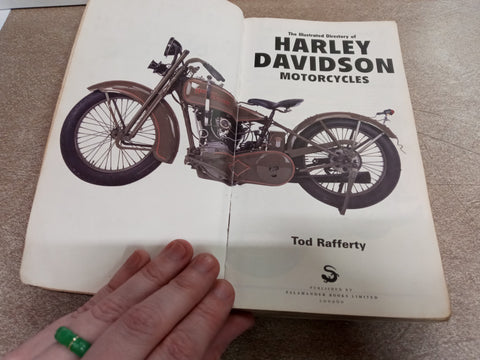 The Illustrated Directory of
HARLEY
DAVIDSON
MOTORCYCLES
Tod Rafferty
PUBLISHED BY
SALAMANDER BOOKS LIMITED
LONDON